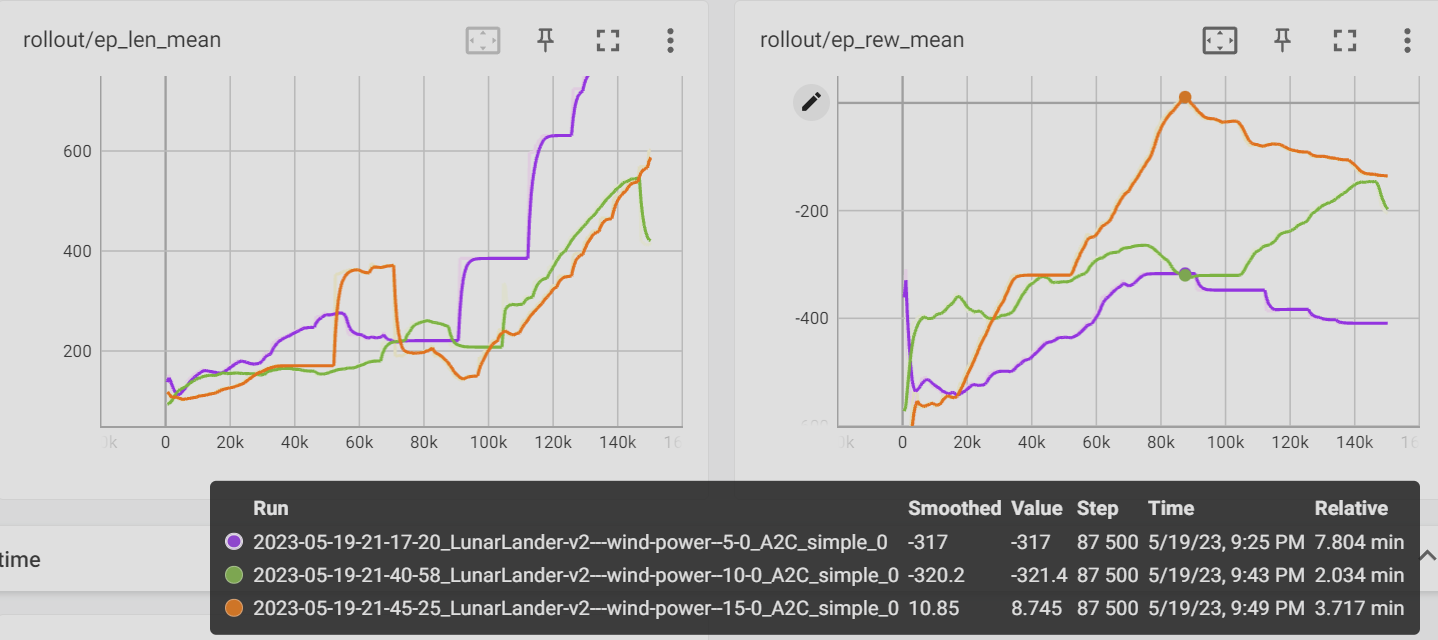 rollout/ep_len_mean
600
400
200
0k
0 20k 40k 60k 80k 100k 120k 140k 16
rollout/ep_rew_mean
-200
-400
-600
0k
0 20k 40k 60k 80k 100k 120k 140k 16
time
Run Smoothed Value Step Time Relative
2023-05-19-21-17-20_LunarLander-v2---wind-power--5-0_A2C_simple_0 -317 -317 87 500 5/19/23, 9:25 PM 7.804 min
2023-05-19-21-40-58_LunarLander-v2---wind-power--10-0_A2C_simple_0 -320.2 -321.4 87 500 5/19/23, 9:43 PM 2.034 min
2023-05-19-21-45-25_LunarLander-v2---wind-power--15-0_A2C_simple_0 10.85 8.745 87 500 5/19/23, 9:49 PM 3.717 min